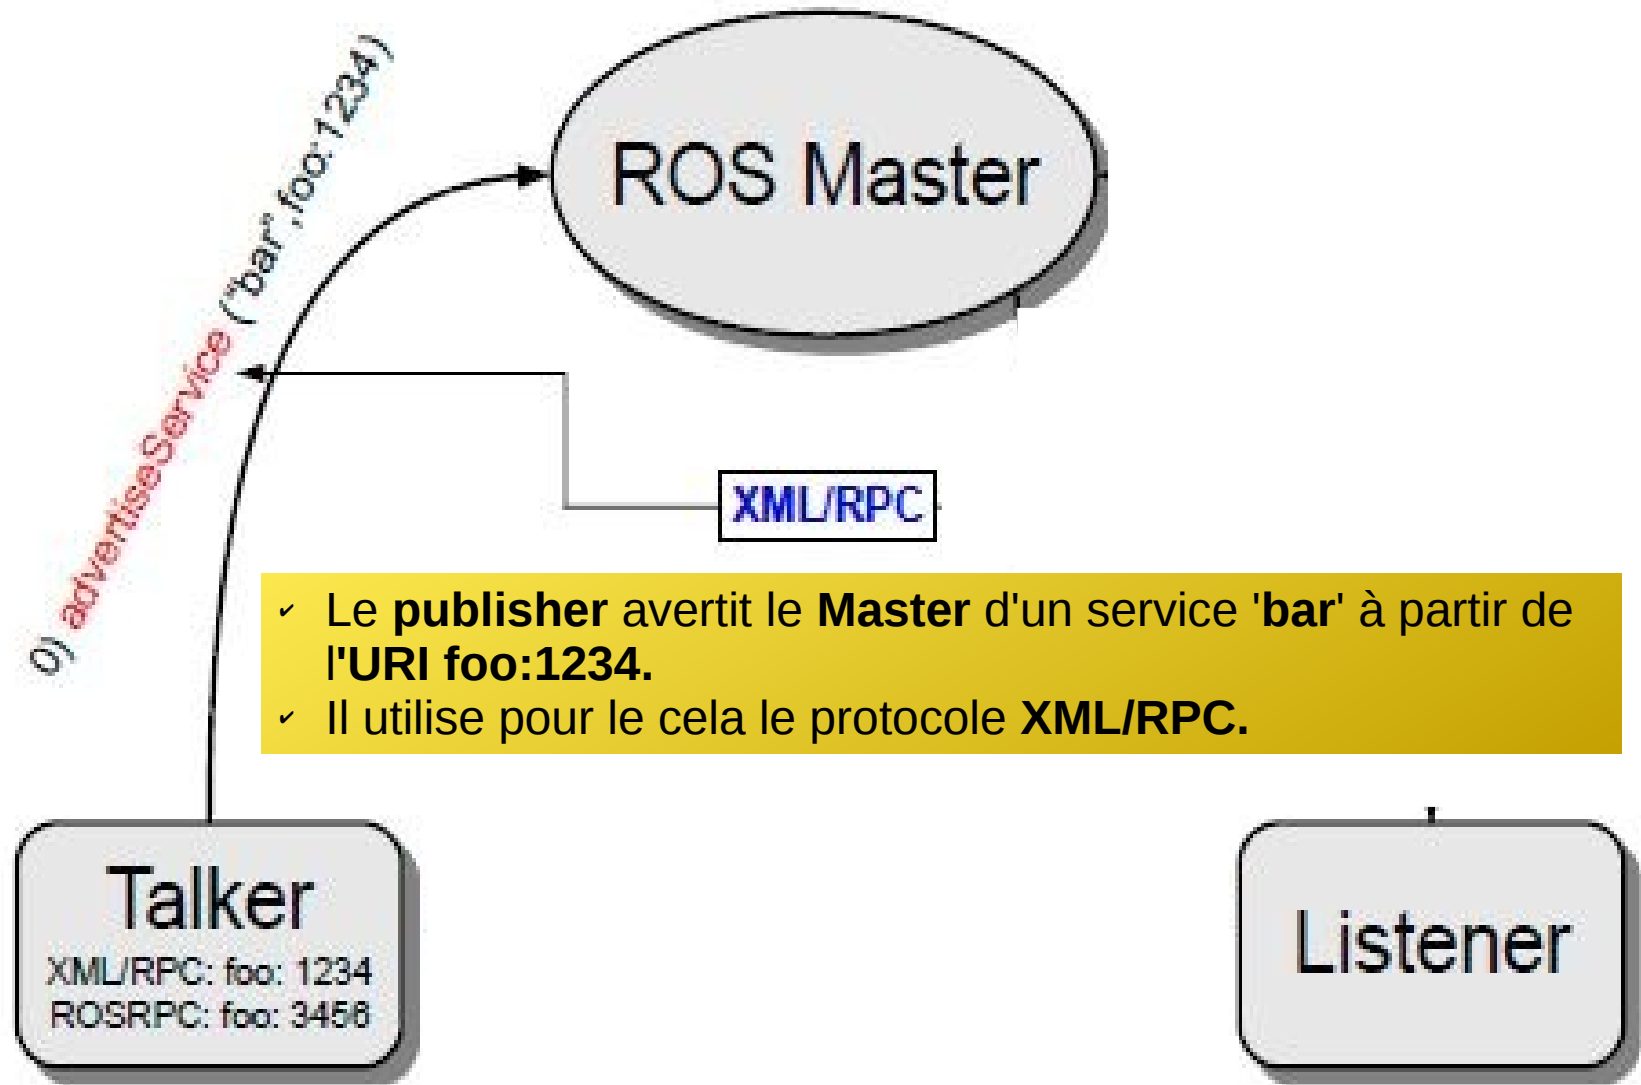 0) advertiseService ("bar",foo:1234)
ROS Master
XML/RPC
✔ Le publisher avertit le Master d'un service 'bar' à partir de
l'URI foo:1234.
✔ Il utilise pour le cela le protocole XML/RPC.
Talker
XML/RPC: foo: 1234
ROSRPC: foo: 3456
Listener